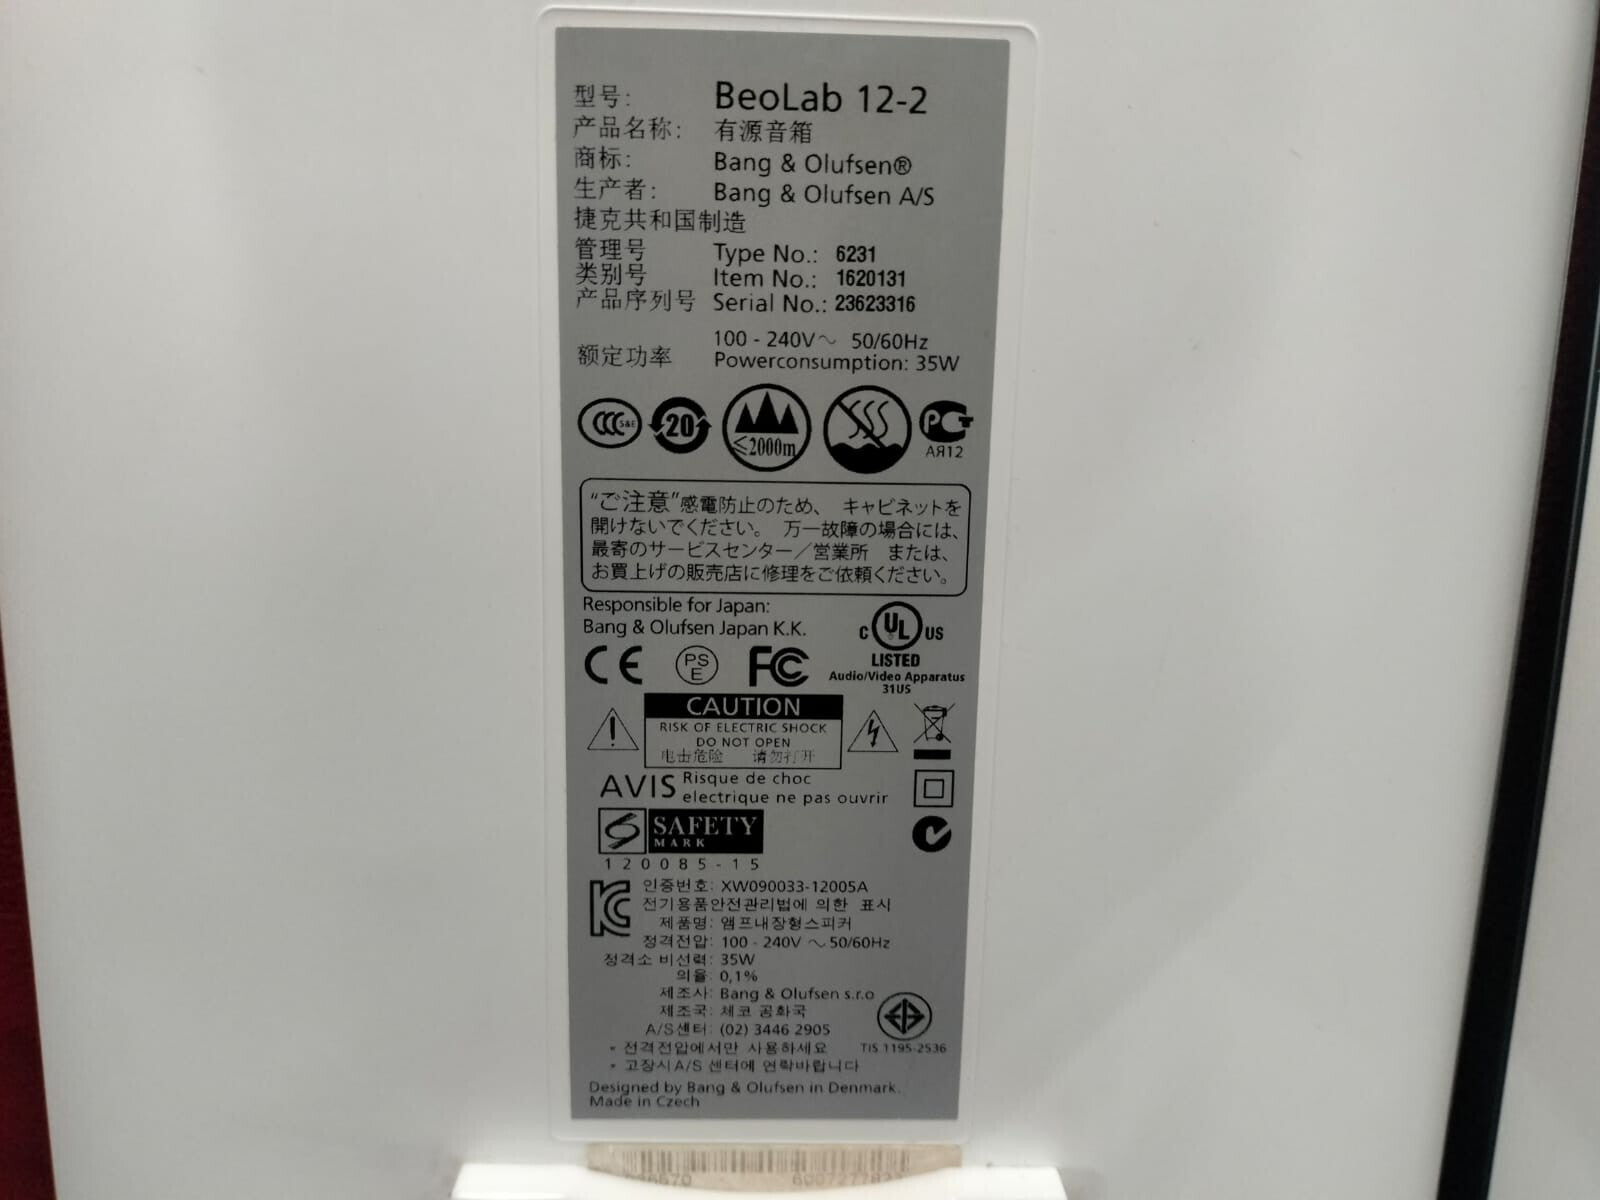 型号: BeoLab 12-2
产品名称: 有源音箱
商标: Bang & Olufsen®
生产者: Bang & Olufsen A/S
捷克共和国制造
管理号 Type No.: 6231
类别号 Item No.: 1620131
产品序列号 Serial No.: 23623316
100 - 240V～ 50/60Hz
额定功率 Powerconsumption: 35W
CCC S&E 20 ≤2000m PCT
АЯ12
“ご注意”感電防止のため、 キャビネットを
開けないでください。 万一故障の場合には、
最寄のサービスセンター／営業所 または、
お買上げの販売店に修理をご依頼ください。
Responsible for Japan:
Bang & Olufsen Japan K.K.
C UL US
LISTED
Audio/Video Apparatus
31US
CE PSE FC
CAUTION
RISK OF ELECTRIC SHOCK
DO NOT OPEN
电击危险 请勿打开
AVIS Risque de choc
electrique ne pas ouvrir
SAFETY
MARK
120085-15
인증번호: XW090033-12005A
전기용품안전관리법에 의한 표시
제품명: 앰프내장형스피커
정격전압: 100 - 240V ～ 50/60Hz
정격소 비선력: 35W
의율: 0,1%
제조사: Bang & Olufsen s.r.o
제조국: 체코 공화국
A/S센터: (02) 3446 2905
TIS 1195-2536
• 전격전압에서만 사용하세요
• 고장시A/S 센터에 연락바랍니다
Designed by Bang & Olufsen in Denmark.
Made in Czech